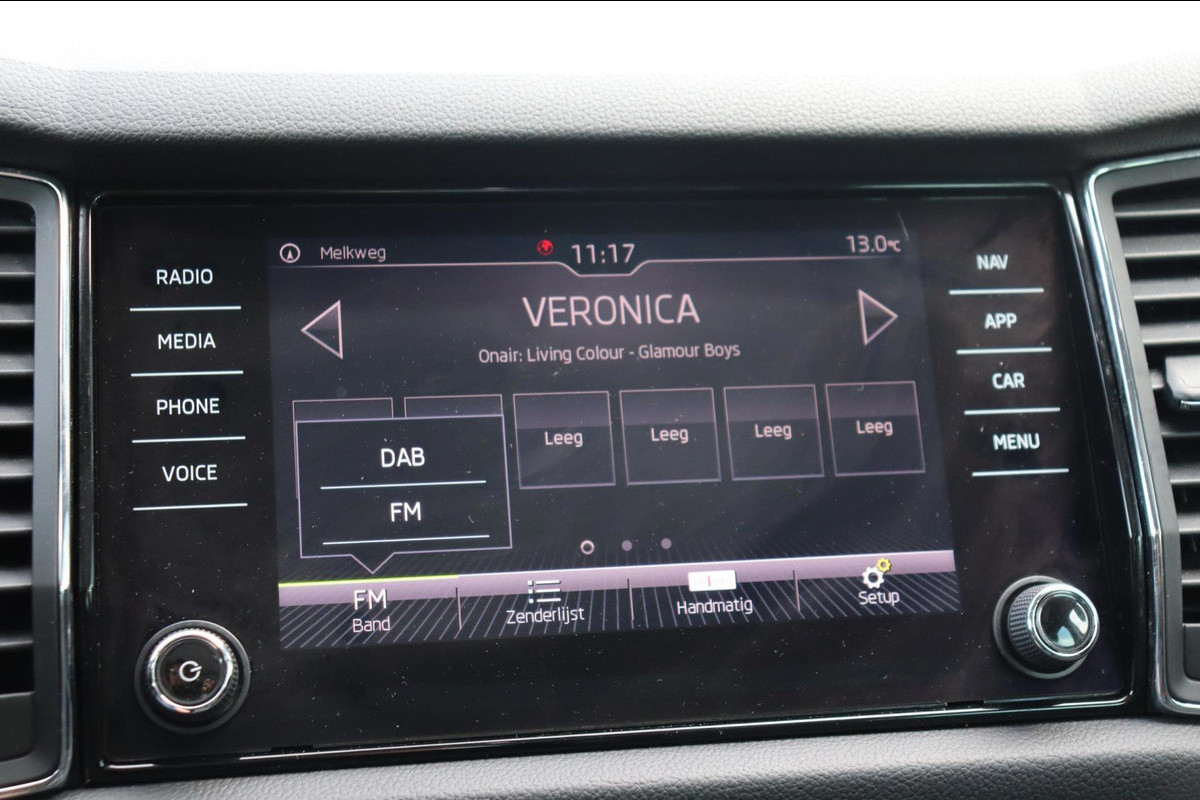 Melkweg
11:17
13.0°C
VERONICA
Onair: Living Colour - Glamour Boys
RADIO
MEDIA
PHONE
VOICE
NAV
APP
CAR
MENU
DAB
FM
Leeg
Leeg
Leeg
Leeg
FM
Band
Zenderlijst
Handmatig
Setup